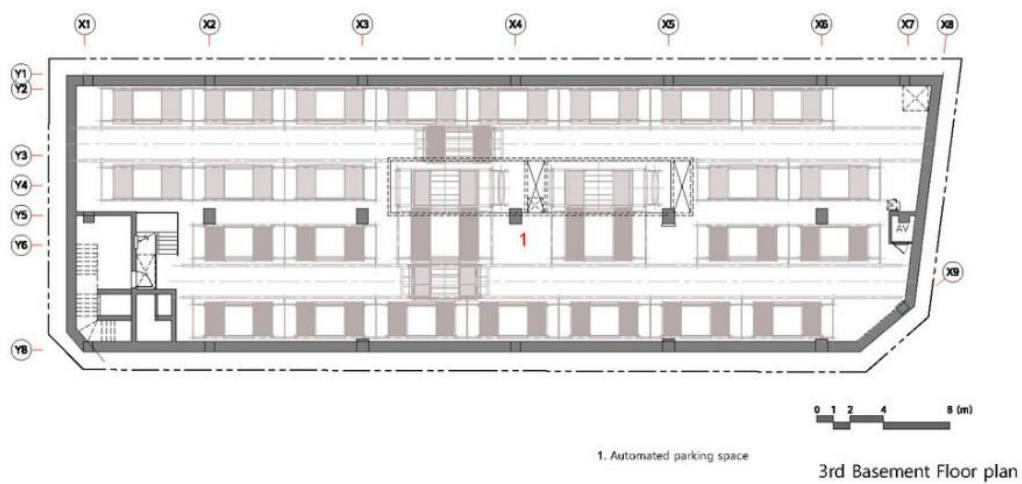 X1 X2 X3 X4 X5 X6 X7 X8
Y1
Y2
Y3
Y4
Y5
Y6
AV
1
X9
Y8
0 1 2 4 8 (m)
1. Automated parking space
3rd Basement Floor plan